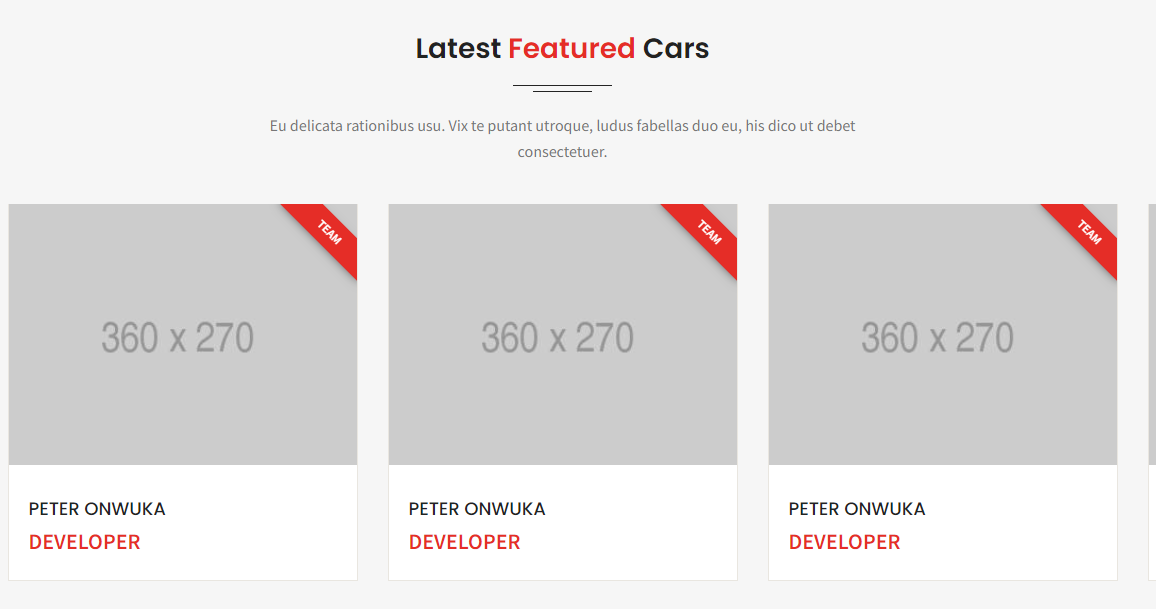 Latest Featured Cars
Eu delicata rationibus usu. Vix te putant utroque, ludus fabellas duo eu, his dico ut debet
consectetuer.
TEAM
360 x 270
PETER ONWUKA
DEVELOPER
TEAM
360 x 270
PETER ONWUKA
DEVELOPER
TEAM
360 x 270
PETER ONWUKA
DEVELOPER